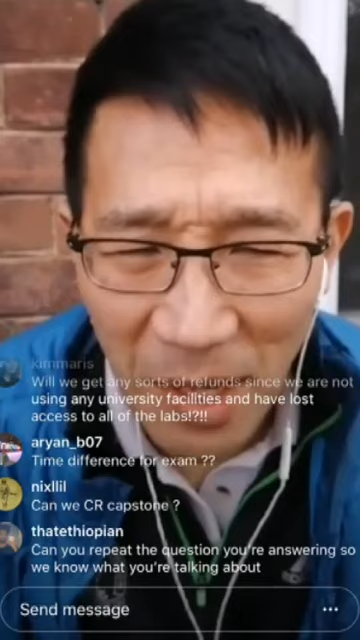 kimmaris
Will we get any sorts of refunds since we are not
using any university facilities and have lost
access to all of the labs!?!!
aryan_b07
Time difference for exam ??
nixllil
Can we CR capstone ?
thatethiopian
Can you repeat the question you're answering so
we know what you're talking about
Send message